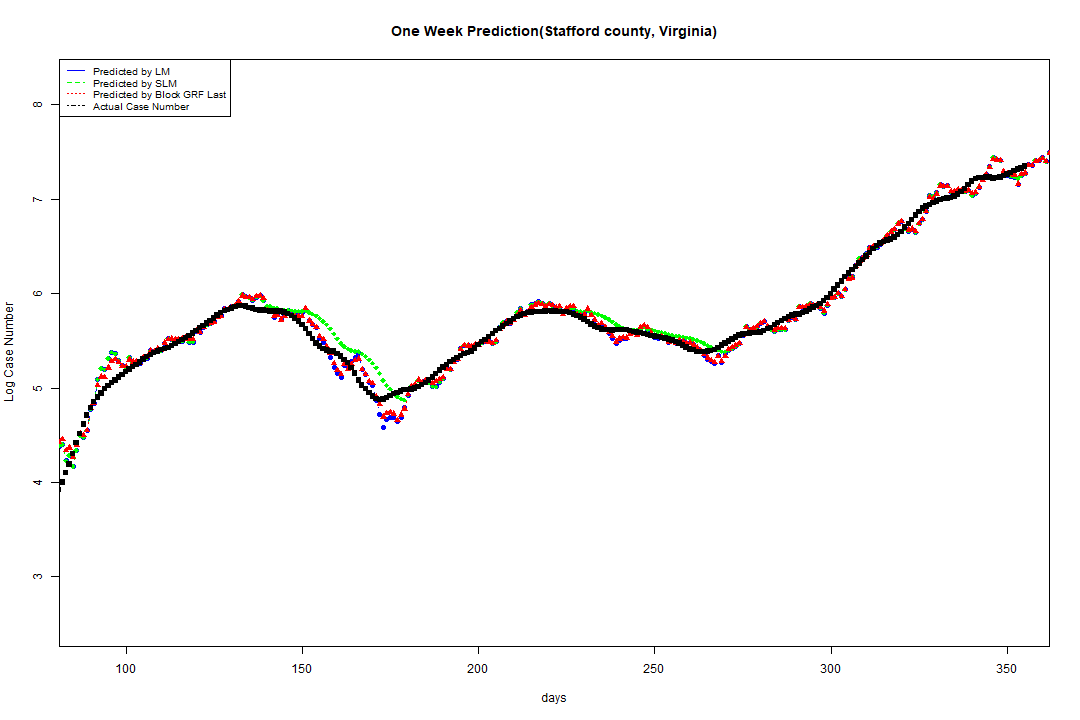 One Week Prediction(Stafford county, Virginia)
Predicted by LM
Predicted by SLM
Predicted by Block GRF Last
Actual Case Number
8
7
6
5
4
3
Log Case Number
100 150 200 250 300 350
days